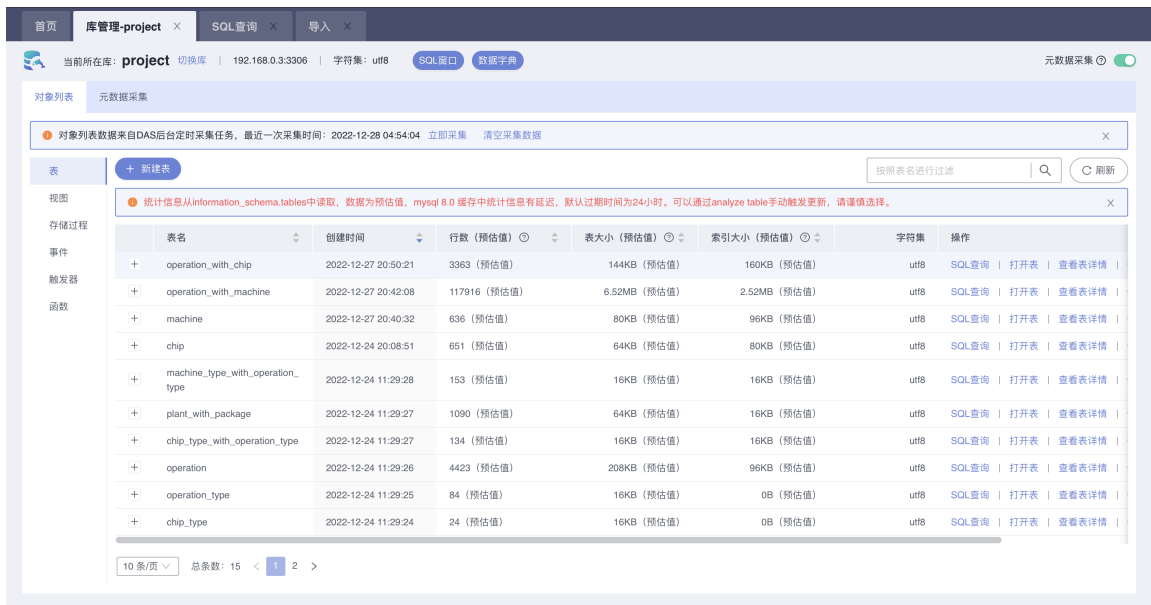 首页 库管理-project × SQL查询 × 导入 ×
当前所在库: project 切换库 | 192.168.0.3:3306 | 字符集: utf8 SQL窗口 数据字典 元数据采集
对象列表 元数据采集
对象列表数据来自DAS后台定时采集任务, 最近一次采集时间: 2022-12-28 04:54:04 立即采集 清空采集数据
表
视图
存储过程
事件
触发器
函数
+ 新建表 按照表名进行过滤 刷新
统计信息从information_schema.tables中读取, 数据为预估值, mysql 8.0 缓存中统计信息有延迟, 默认过期时间为24小时。可以通过analyze table手动触发更新, 请谨慎选择。
表名 创建时间 行数 (预估值) 表大小 (预估值) 索引大小 (预估值) 字符集 操作
operation_with_chip 2022-12-27 20:50:21 3363 (预估值) 144KB (预估值) 160KB (预估值) utf8 SQL查询 | 打开表 | 查看表详情 |
operation_with_machine 2022-12-27 20:42:08 117916 (预估值) 6.52MB (预估值) 2.52MB (预估值) utf8 SQL查询 | 打开表 | 查看表详情 |
machine 2022-12-27 20:40:32 636 (预估值) 80KB (预估值) 96KB (预估值) utf8 SQL查询 | 打开表 | 查看表详情 |
chip 2022-12-24 20:08:51 651 (预估值) 64KB (预估值) 80KB (预估值) utf8 SQL查询 | 打开表 | 查看表详情 |
machine_type_with_operation_
type 2022-12-24 11:29:28 153 (预估值) 16KB (预估值) 16KB (预估值) utf8 SQL查询 | 打开表 | 查看表详情 |
plant_with_package 2022-12-24 11:29:27 1090 (预估值) 64KB (预估值) 16KB (预估值) utf8 SQL查询 | 打开表 | 查看表详情 |
chip_type_with_operation_type 2022-12-24 11:29:27 134 (预估值) 16KB (预估值) 16KB (预估值) utf8 SQL查询 | 打开表 | 查看表详情 |
operation 2022-12-24 11:29:26 4423 (预估值) 208KB (预估值) 96KB (预估值) utf8 SQL查询 | 打开表 | 查看表详情 |
operation_type 2022-12-24 11:29:25 84 (预估值) 16KB (预估值) 0B (预估值) utf8 SQL查询 | 打开表 | 查看表详情 |
chip_type 2022-12-24 11:29:24 24 (预估值) 16KB (预估值) 0B (预估值) utf8 SQL查询 | 打开表 | 查看表详情 |
10 条/页 总条数: 15 < 1 2 >